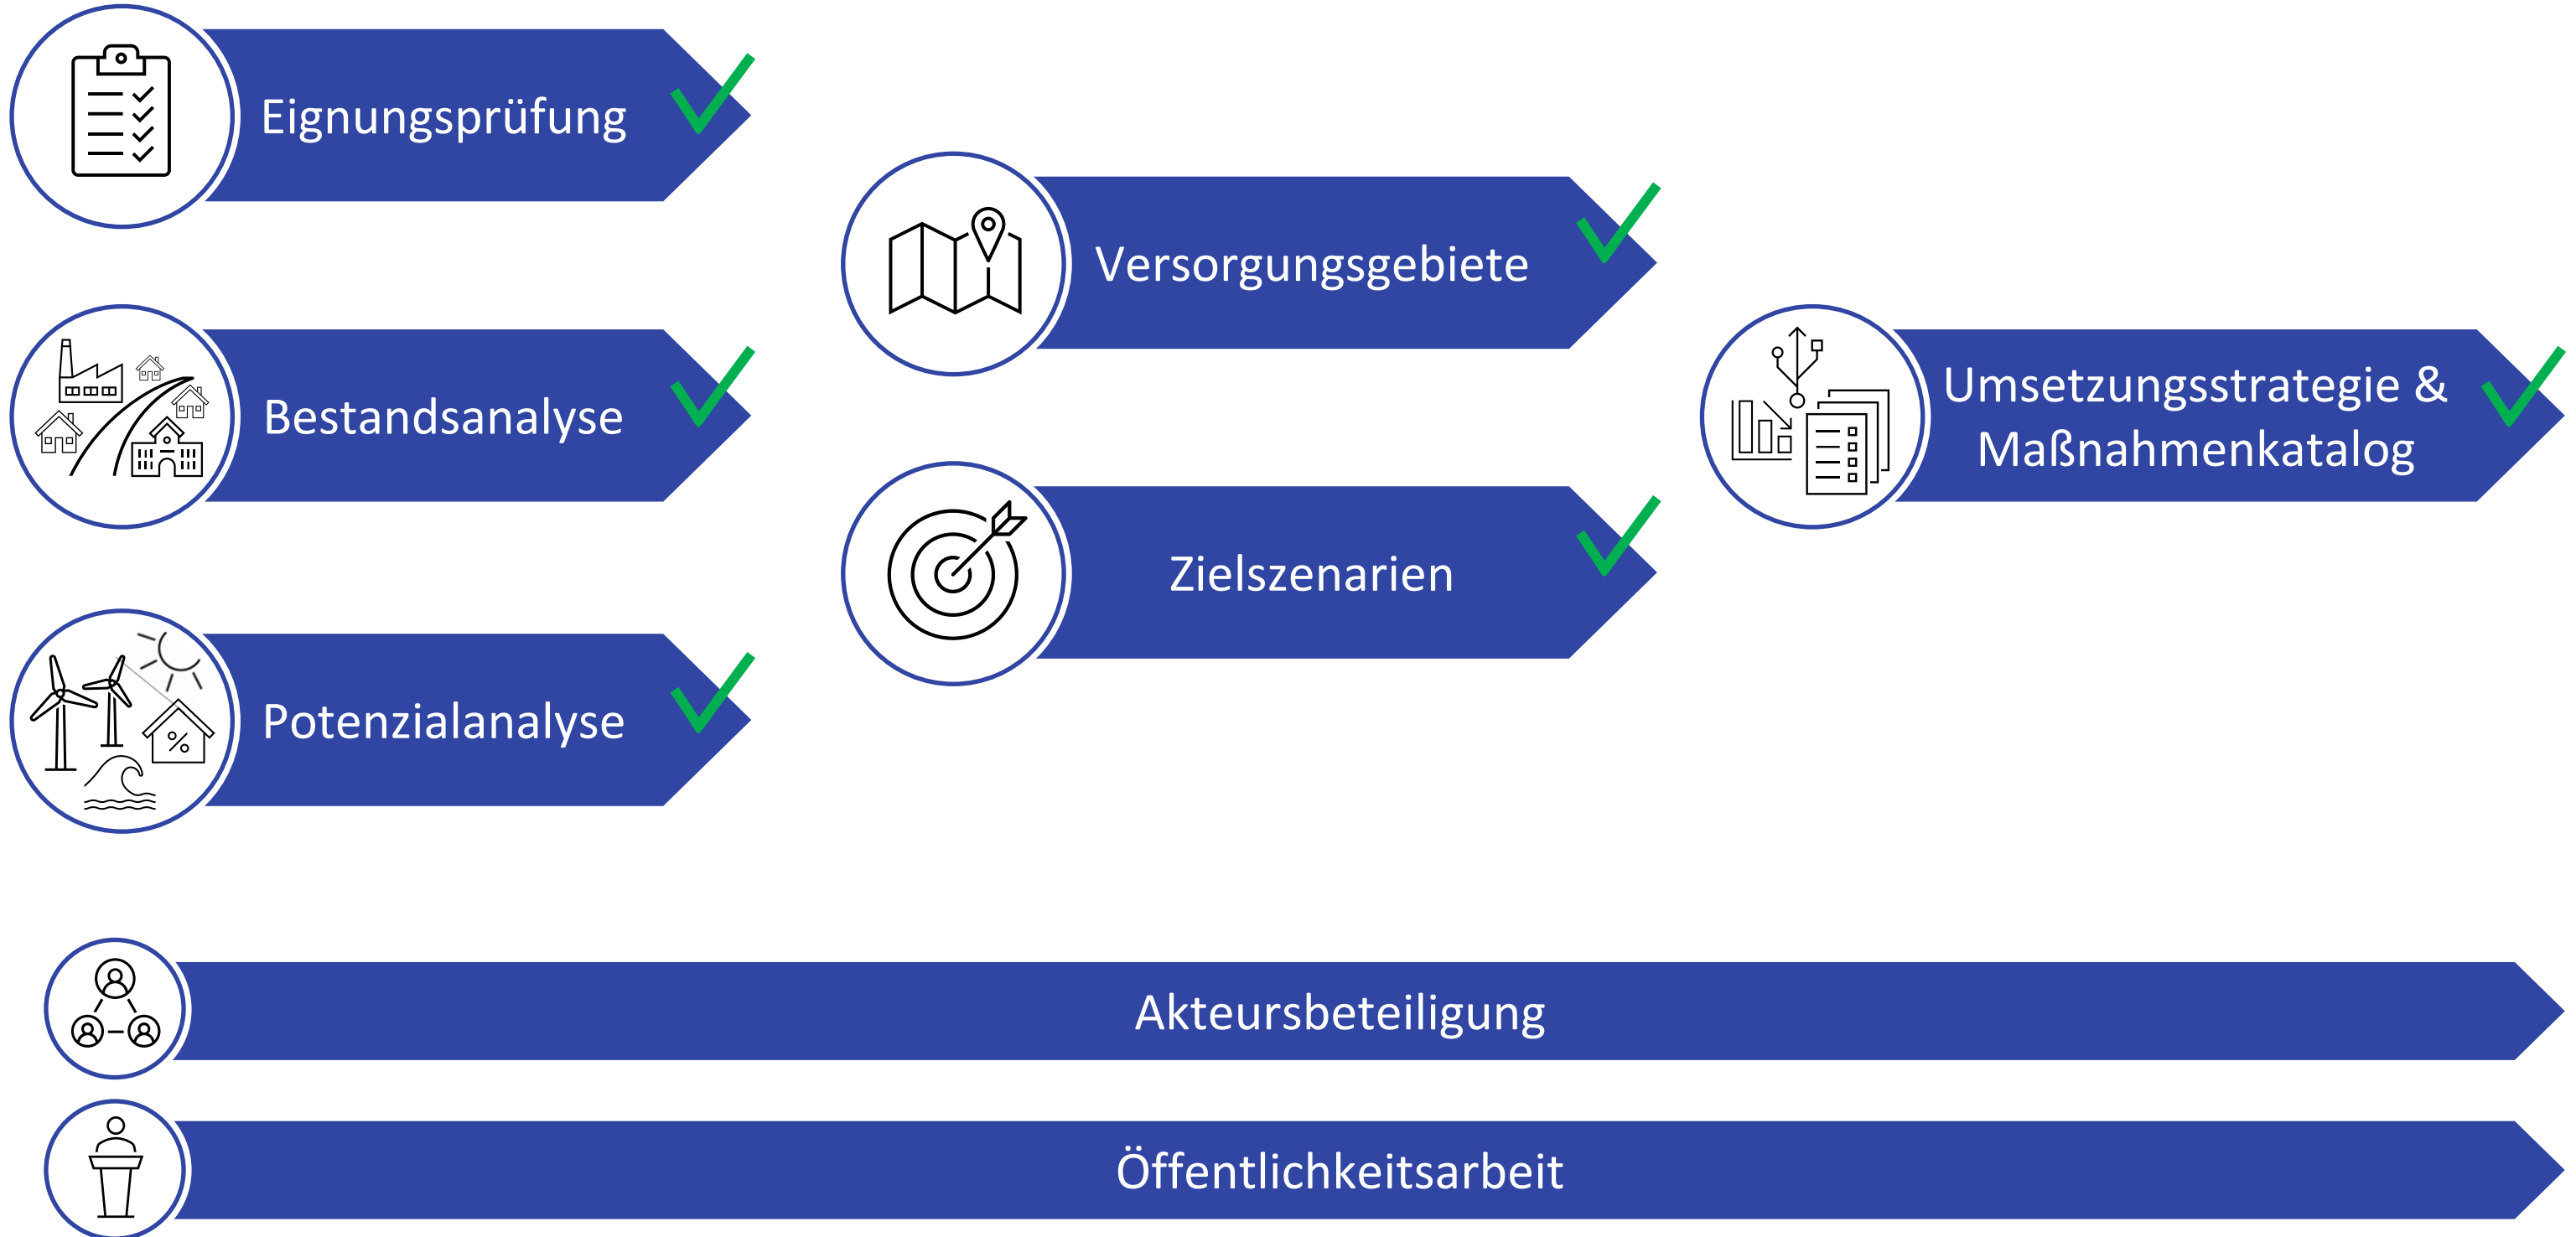 Eignungsprüfung
Bestandsanalyse
Potenzialanalyse
Versorgungsgebiete
Zielszenarien
Umsetzungsstrategie &
Maßnahmenkatalog
Akteursbeteiligung
Öffentlichkeitsarbeit